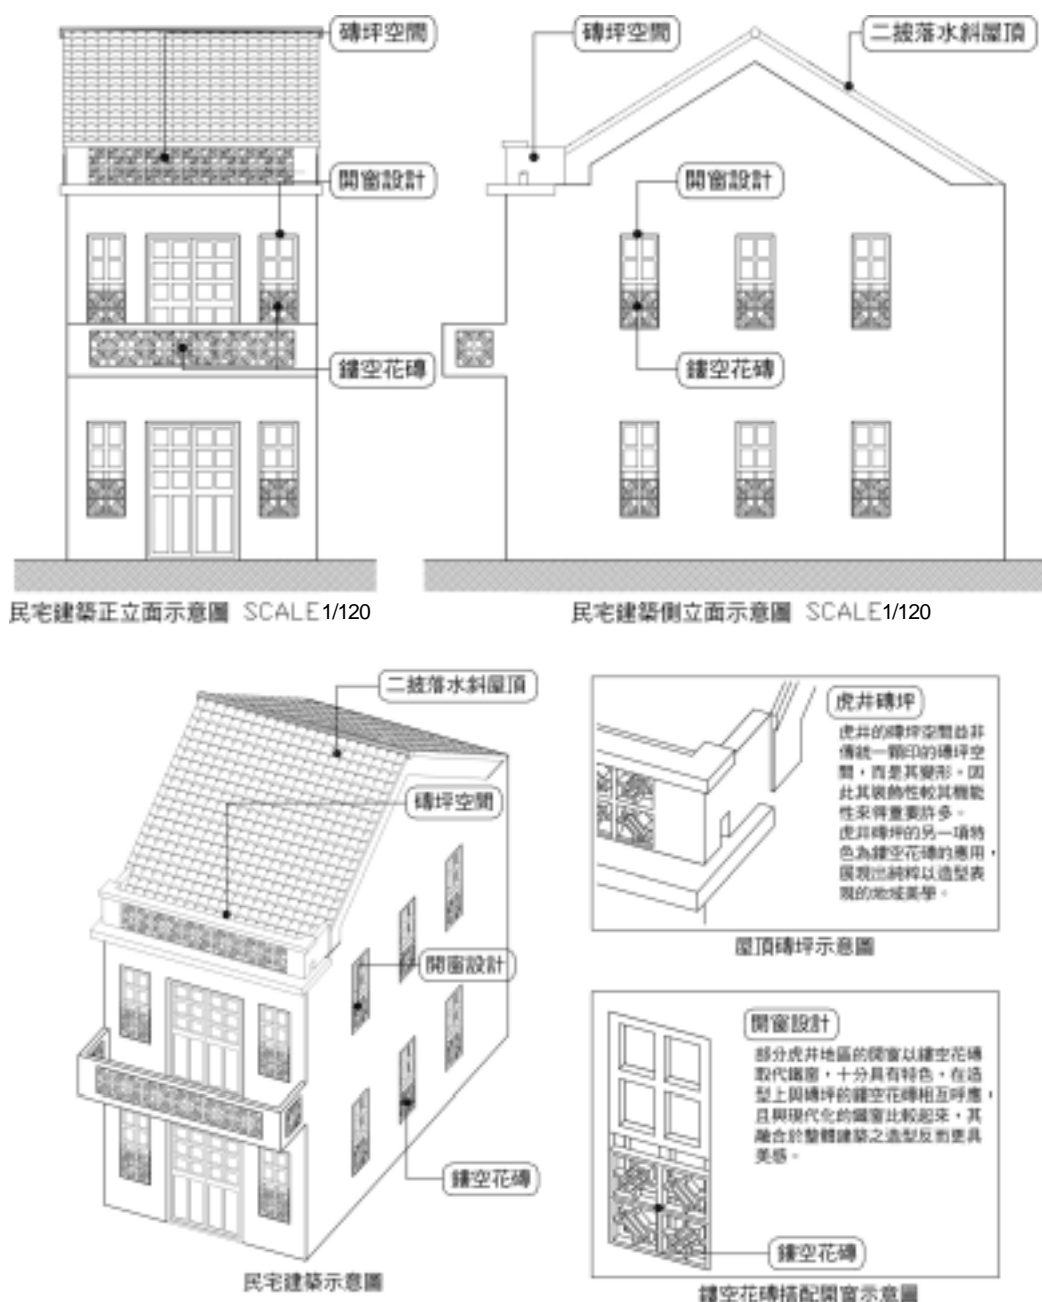 磚坪空間
磚坪空間
二披落水斜屋頂
開窗設計
開窗設計
鏤空花磚
鏤空花磚
民宅建築正立面示意圖 SCALE 1/120
民宅建築側立面示意圖 SCALE 1/120
二披落水斜屋頂
磚坪空間
開窗設計
鏤空花磚
民宅建築示意圖
虎井磚坪
虎井的磚坪空間並非
傳統一顆印的磚坪空
間，而是其變形。因
此其裝飾性較其機能
性來得重要許多。
虎井磚坪的另一項特
色為鏤空花磚的應用，
展現出純粹以造型表
現的地域美學。
屋頂磚坪示意圖
開窗設計
部分虎井地區的開窗以鏤空花磚
取代鐵窗，十分具有特色，在造
型上與磚坪的鏤空花磚相互呼應，
且與現代化的鐵窗比較起來，其
融合於整體建築之造型反而更具
美感。
鏤空花磚
鏤空花磚搭配開窗示意圖